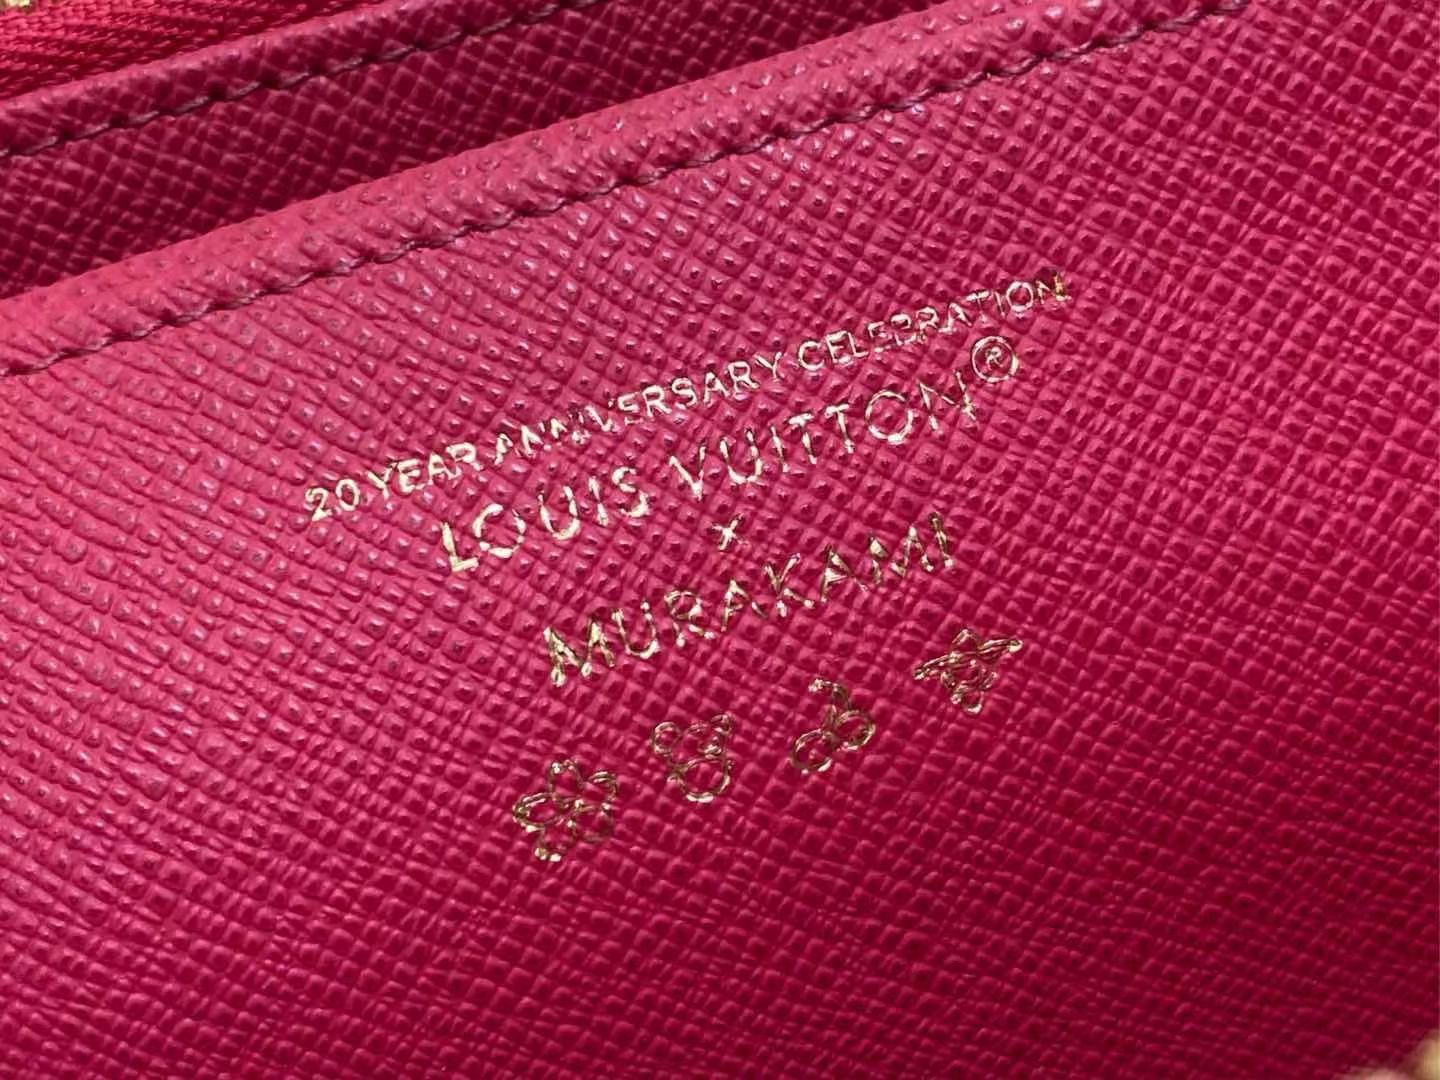 20 YEAR ANNIVERSARY CELEBRATION
LOUIS VUITTON®
×
MURAKAMI